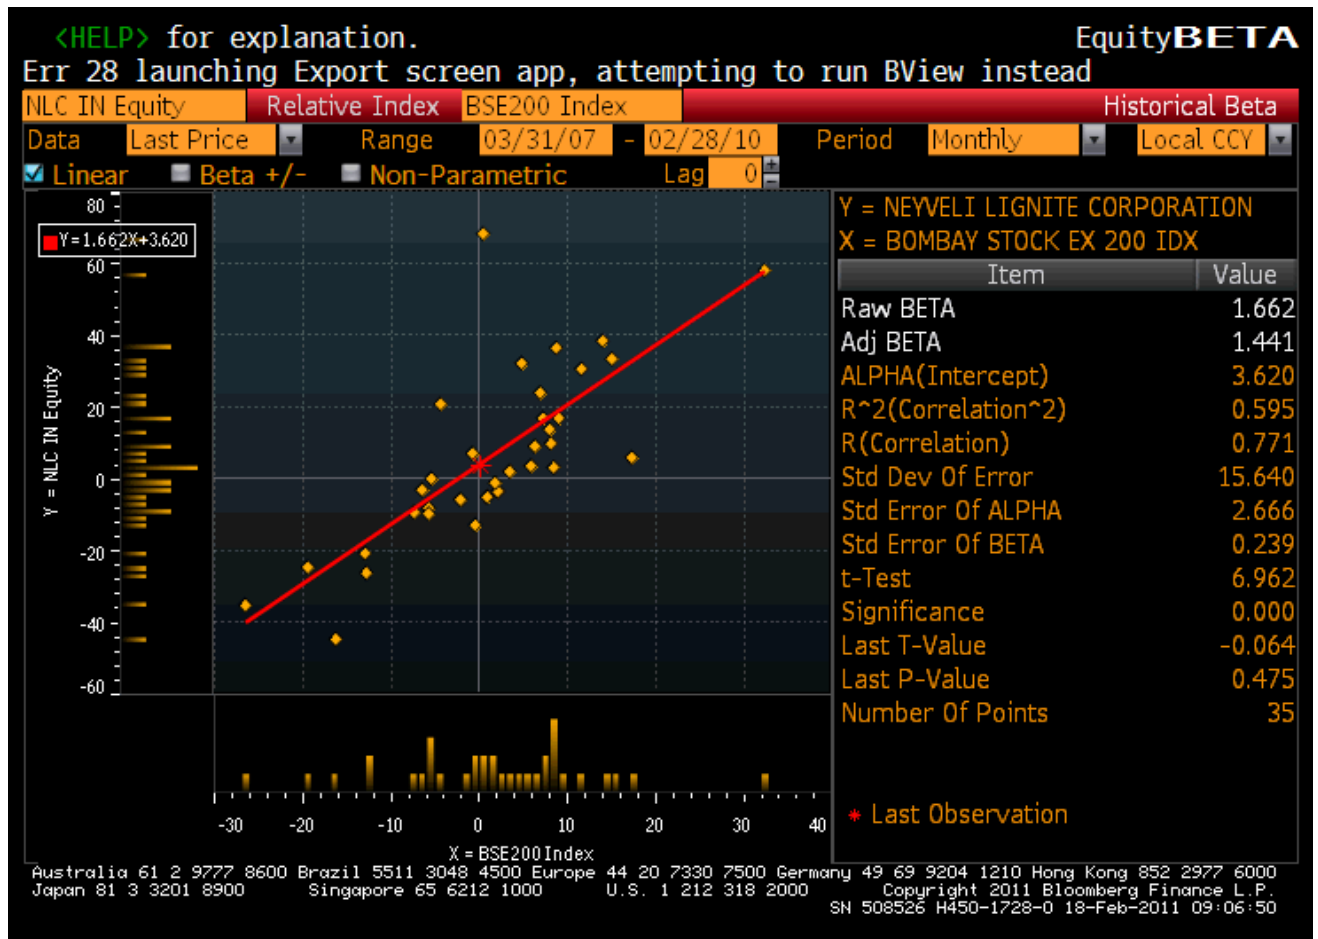 <HELP> for explanation. EquityBETA
Err 28 launching Export screen app, attempting to run BView instead
NLC IN Equity Relative Index BSE200 Index Historical Beta
Data Last Price Range 03/31/07 - 02/28/10 Period Monthly Local CCY
Linear Beta +/- Non-Parametric Lag 0
80
Y=1.662X+3.620
60
40
20
0
-20
-40
-60
Y = NLC IN Equity
-30 -20 -10 0 10 20 30 40
X = BSE200 Index
Y = NEYVELI LIGNITE CORPORATION
X = BOMBAY STOCK EX 200 IDX
Item Value
Raw BETA 1.662
Adj BETA 1.441
ALPHA(Intercept) 3.620
R^2(Correlation^2) 0.595
R(Correlation) 0.771
Std Dev Of Error 15.640
Std Error Of ALPHA 2.666
Std Error Of BETA 0.239
t-Test 6.962
Significance 0.000
Last T-Value -0.064
Last P-Value 0.475
Number Of Points 35
* Last Observation
Australia 61 2 9777 8600 Brazil 5511 3048 4500 Europe 44 20 7330 7500 Germany 49 69 9204 1210 Hong Kong 852 2977 6000
Japan 81 3 3201 8900 Singapore 65 6212 1000 U.S. 1 212 318 2000 Copyright 2011 Bloomberg Finance L.P.
SN 508526 H450-1728-0 18-Feb-2011 09:06:50